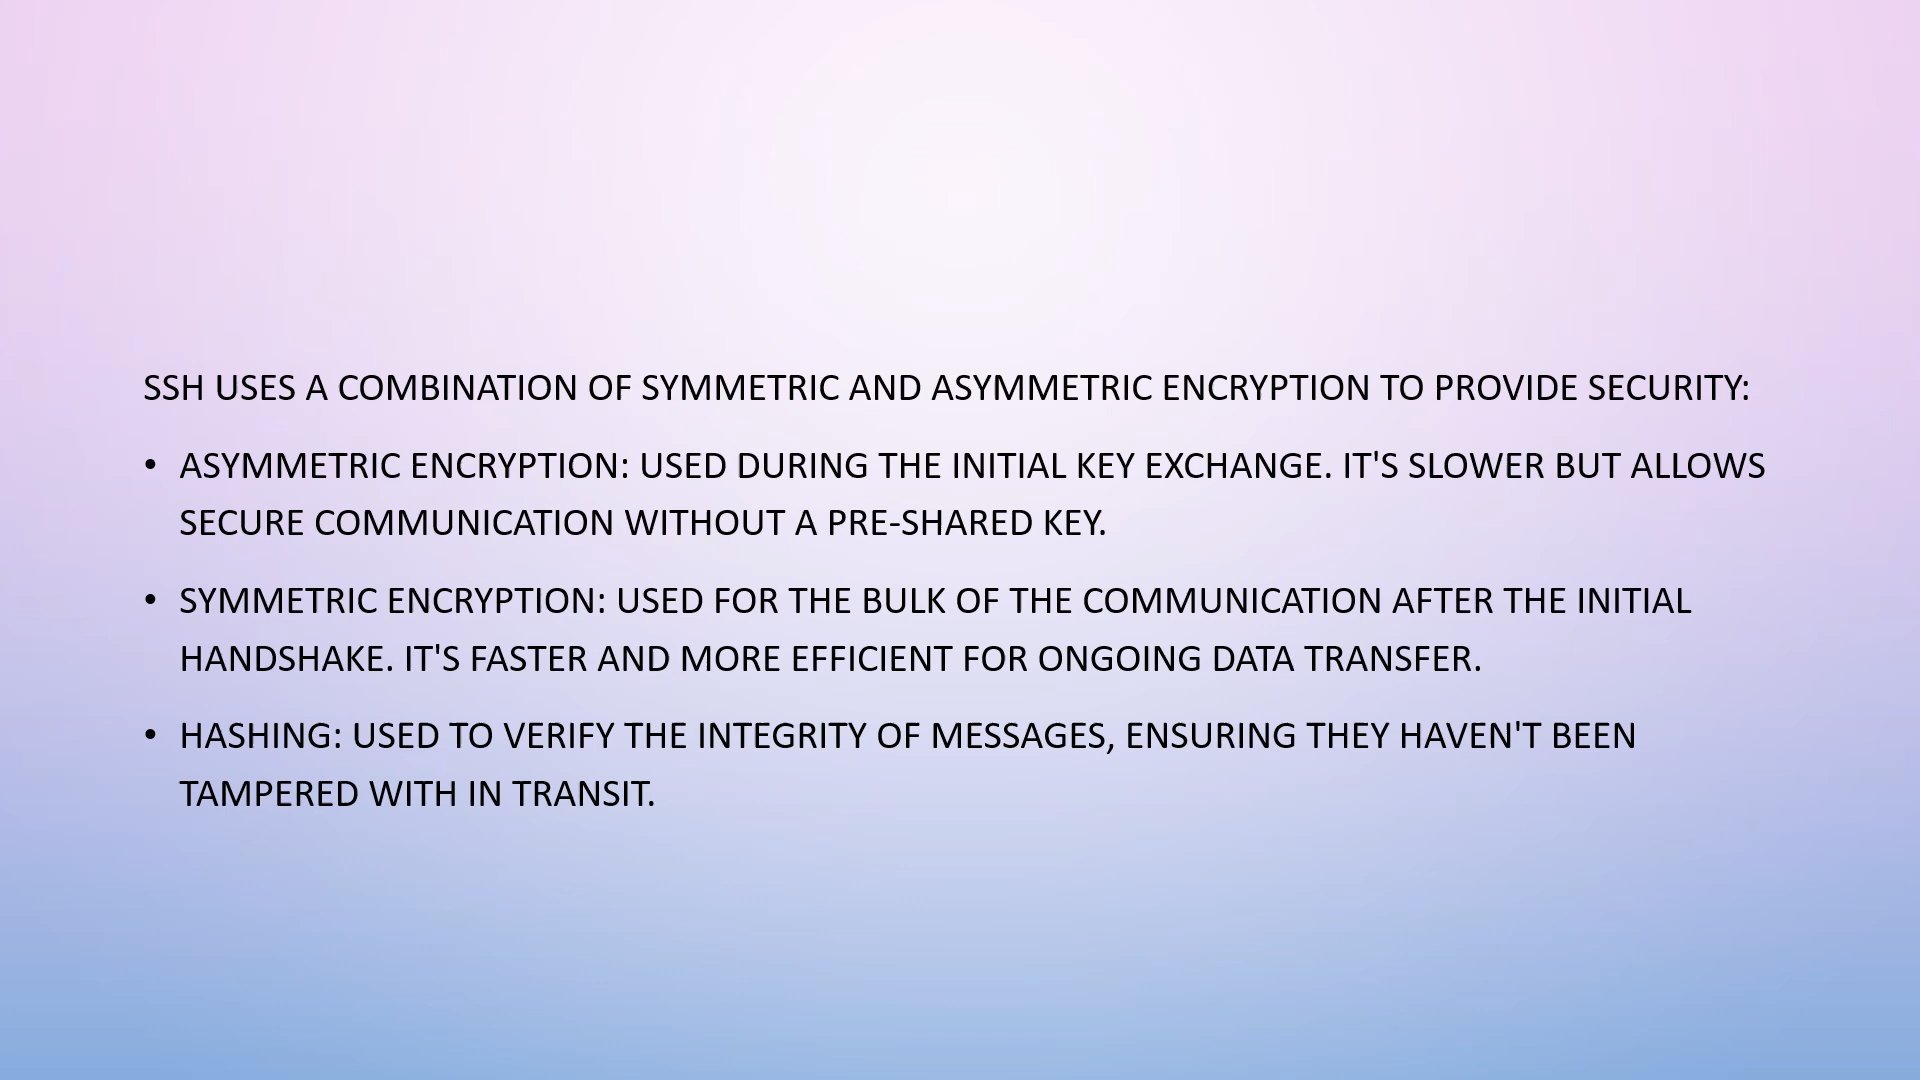 SSH USES A COMBINATION OF SYMMETRIC AND ASYMMETRIC ENCRYPTION TO PROVIDE SECURITY:
• ASYMMETRIC ENCRYPTION: USED DURING THE INITIAL KEY EXCHANGE. IT'S SLOWER BUT ALLOWS
SECURE COMMUNICATION WITHOUT A PRE-SHARED KEY.
• SYMMETRIC ENCRYPTION: USED FOR THE BULK OF THE COMMUNICATION AFTER THE INITIAL
HANDSHAKE. IT'S FASTER AND MORE EFFICIENT FOR ONGOING DATA TRANSFER.
• HASHING: USED TO VERIFY THE INTEGRITY OF MESSAGES, ENSURING THEY HAVEN'T BEEN
TAMPERED WITH IN TRANSIT.